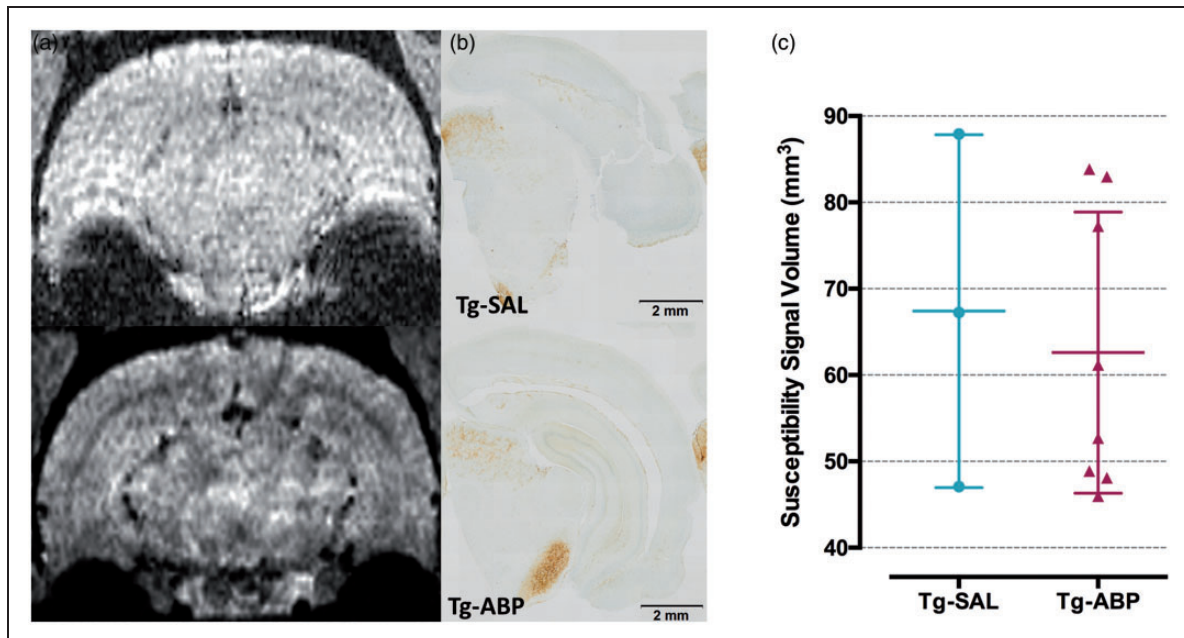 (a)
(b)
Tg-SAL
2 mm
Tg-ABP
2 mm
(c)
Susceptibility Signal Volume (mm³)
90
80
70
60
50
40
Tg-SAL
Tg-ABP